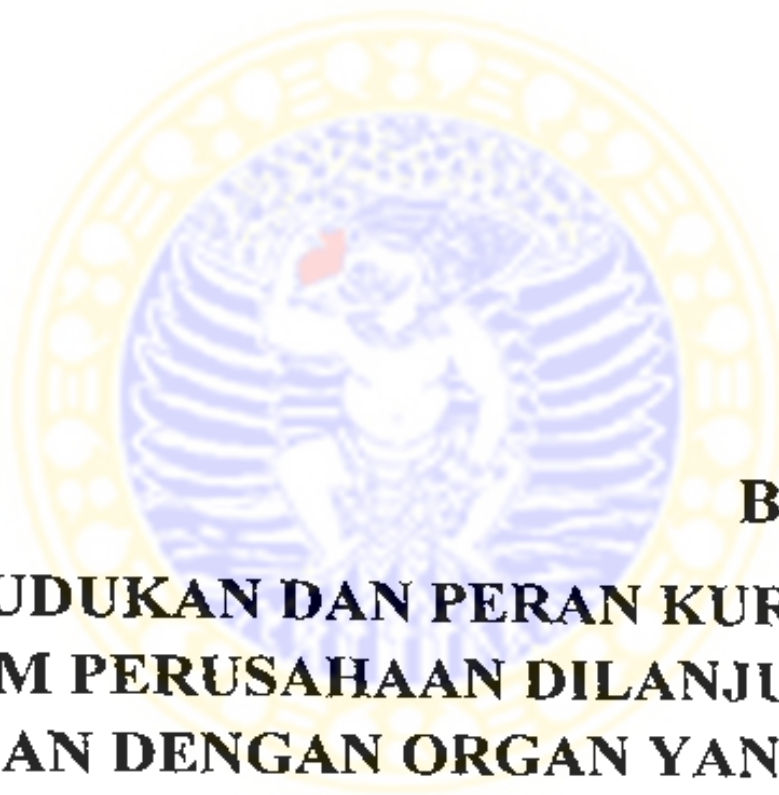 B
UDUKAN DAN PERAN KUR
M PERUSAHAAN DILANJU
AN DENGAN ORGAN YAN